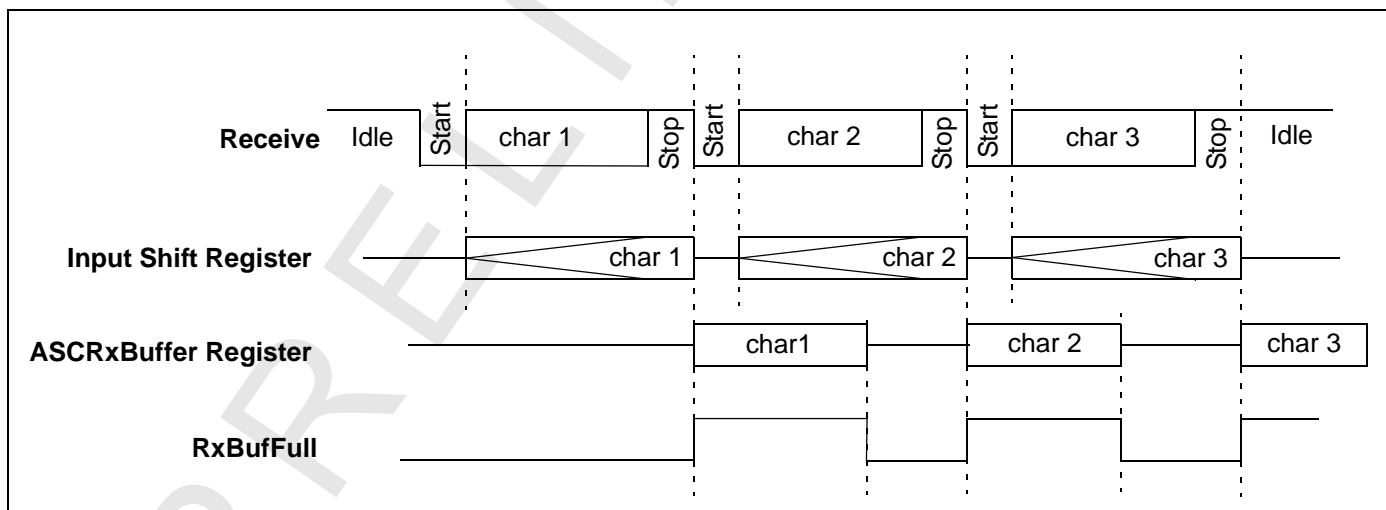 Receive
Idle
Start
char 1
Stop
Start
char 2
Stop
Start
char 3
Stop
Idle
Input Shift Register
char 1
char 2
char 3
ASCRxBuffer Register
char1
char 2
char 3
RxBufFull
P R E L I